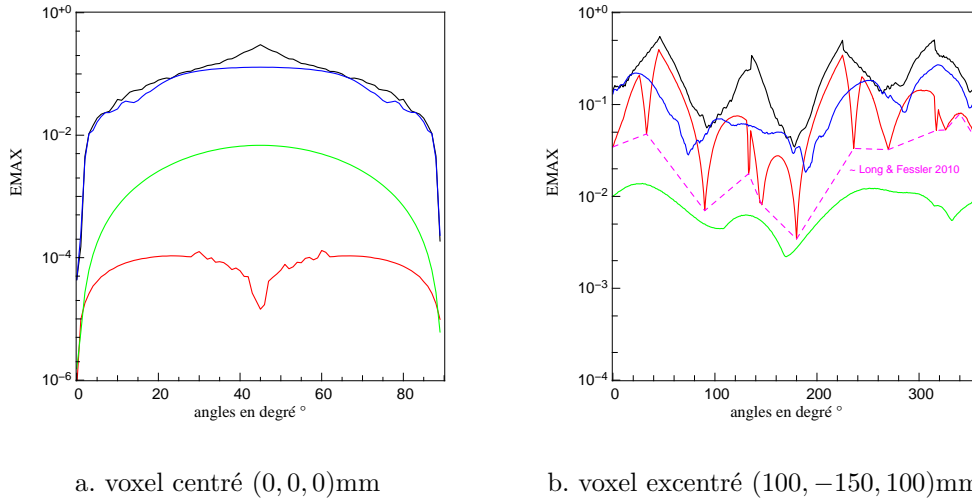 10+0
10−2
10−4
10−6
EMAX
0
20
40
60
80
angles en degré °
10+0
10−1
10−2
10−3
10−4
EMAX
~ Long & Fessler 2010
0
100
200
300
angles en degré °
a. voxel centré (0, 0, 0)mm
b. voxel excentré (100, −150, 100)mm